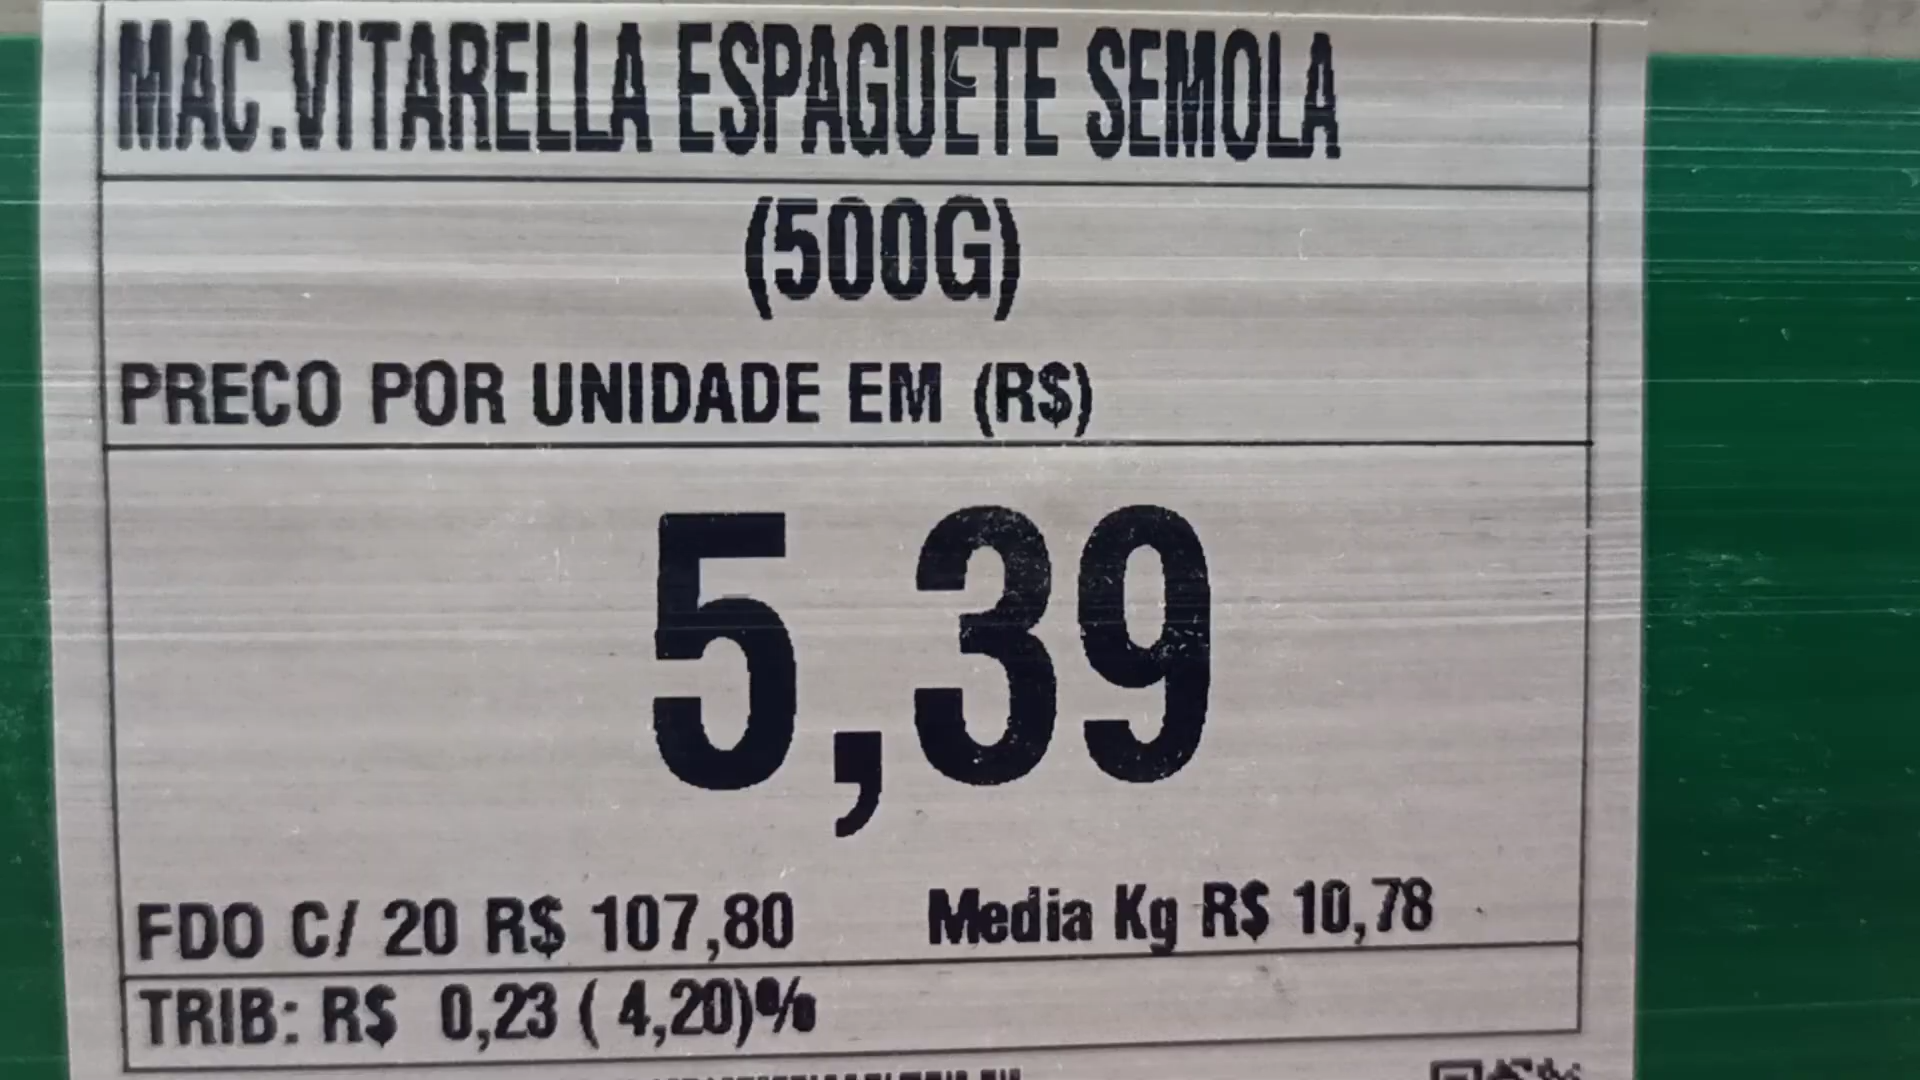 MAC.VITARELLA ESPAGUETE SEMOLA
(500G)
PRECO POR UNIDADE EM (R$)
5,39
FDO C/ 20 R$ 107,80 Media Kg R$ 10,78
TRIB: R$ 0,23 ( 4,20)%